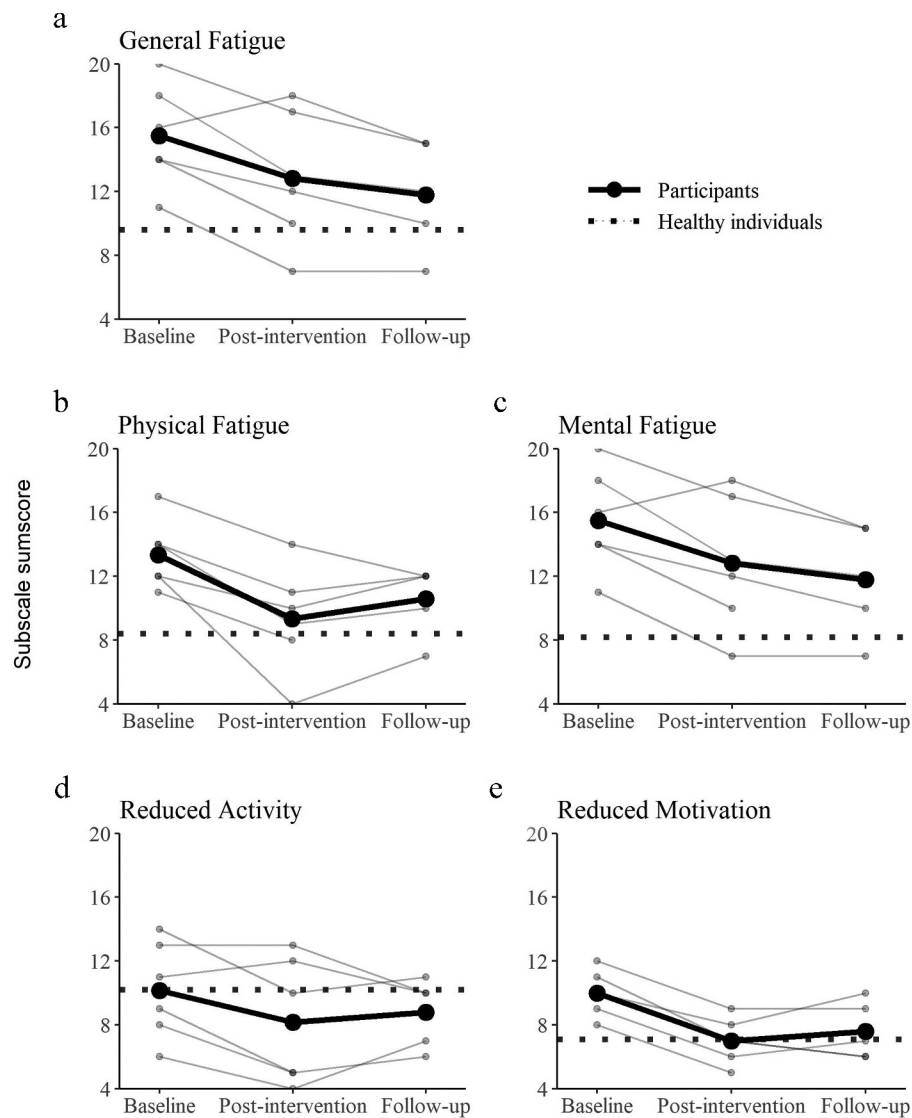 a
General Fatigue
20
16
12
8
4
Baseline Post-intervention Follow-up
Participants
Healthy individuals
b
Physical Fatigue
20
16
12
8
4
Baseline Post-intervention Follow-up
c
Mental Fatigue
20
16
12
8
4
Baseline Post-intervention Follow-up
Subscale sumscore
d
Reduced Activity
20
16
12
8
4
Baseline Post-intervention Follow-up
e
Reduced Motivation
20
16
12
8
4
Baseline Post-intervention Follow-up